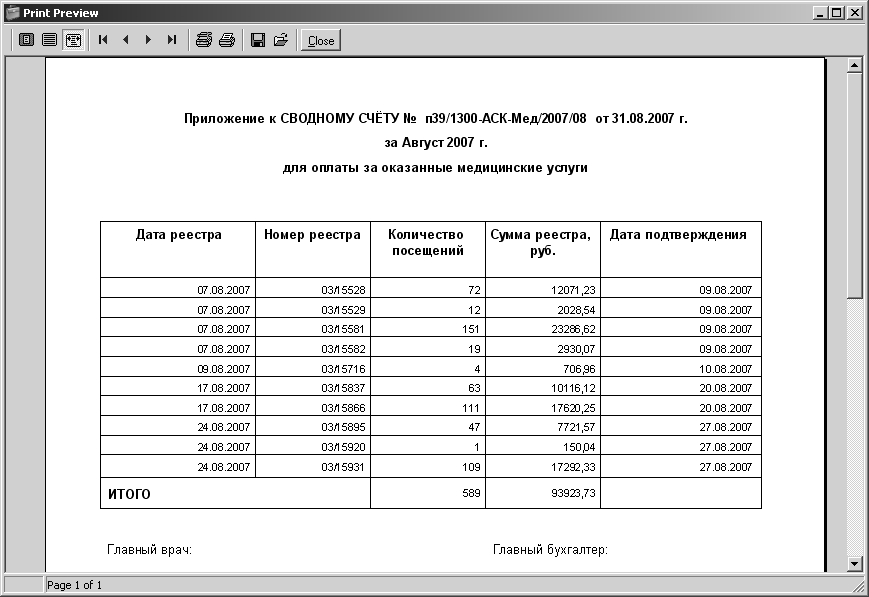 Print Preview
Close
Приложение к СВОДНОМУ СЧЁТУ № п39/1300-АСК-Мед/2007/08 от 31.08.2007 г.
за Август 2007 г.
для оплаты за оказанные медицинские услуги
Дата реестра Номер реестра Количество посещений Сумма реестра, руб. Дата подтверждения
07.08.2007 03/15528 72 12071,23 09.08.2007
07.08.2007 03/15529 12 2028,54 09.08.2007
07.08.2007 03/15581 151 23286,62 09.08.2007
07.08.2007 03/15582 19 2930,07 09.08.2007
09.08.2007 03/15716 4 706,96 10.08.2007
17.08.2007 03/15837 63 10116,12 20.08.2007
17.08.2007 03/15866 111 17620,25 20.08.2007
24.08.2007 03/15895 47 7721,57 27.08.2007
24.08.2007 03/15920 1 150,04 27.08.2007
24.08.2007 03/15931 109 17292,33 27.08.2007
ИТОГО 589 93923,73
Главный врач: Главный бухгалтер:
Page 1 of 1